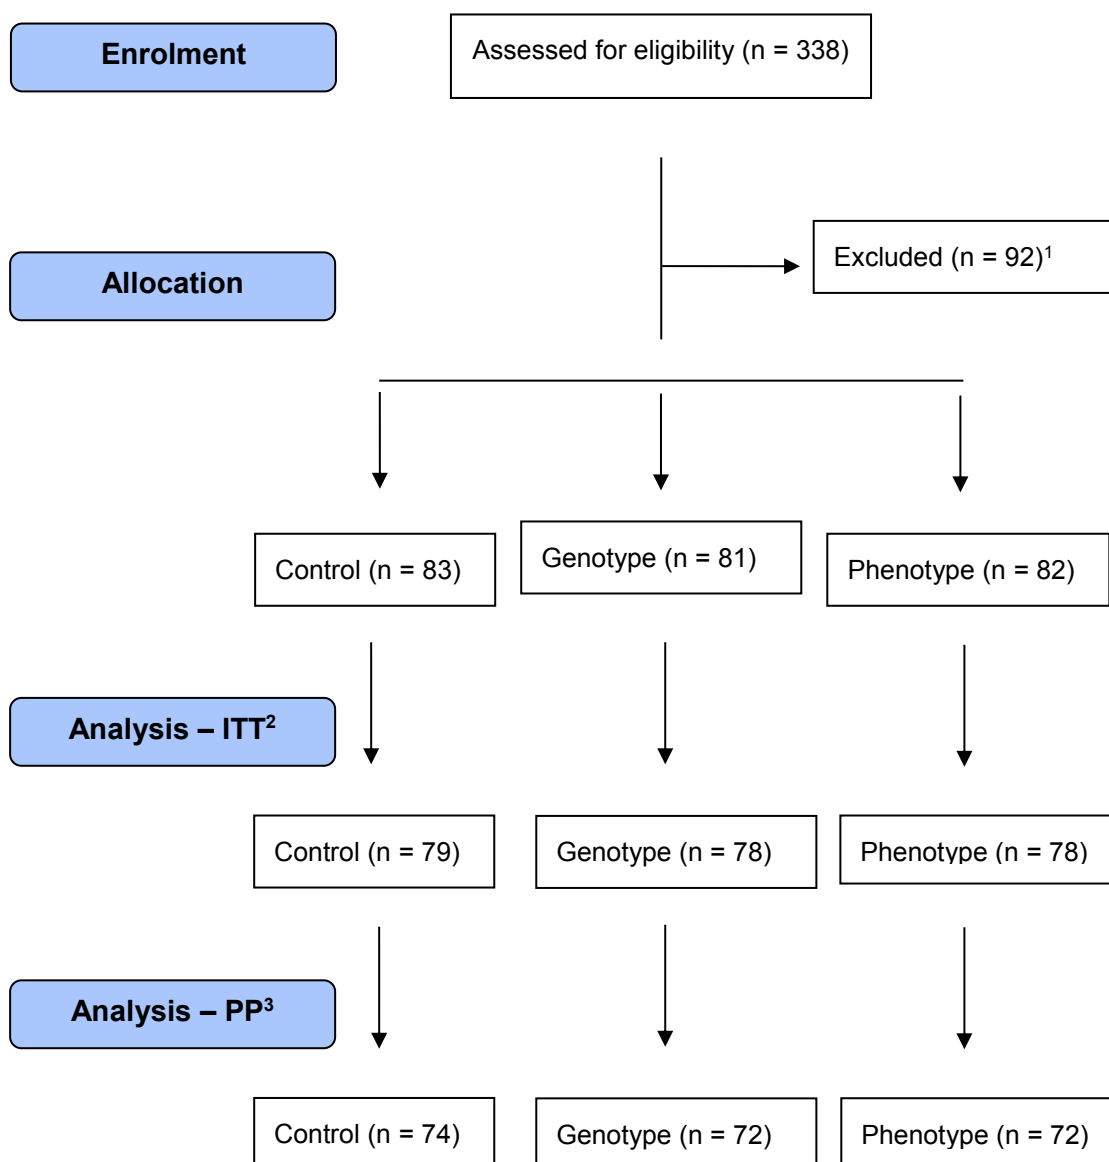 Enrolment
Assessed for eligibility (n = 338)
Excluded (n = 92)¹
Allocation
Control (n = 83)
Genotype (n = 81)
Phenotype (n = 82)
Analysis – ITT²
Control (n = 79)
Genotype (n = 78)
Phenotype (n = 78)
Analysis – PP³
Control (n = 74)
Genotype (n = 72)
Phenotype (n = 72)